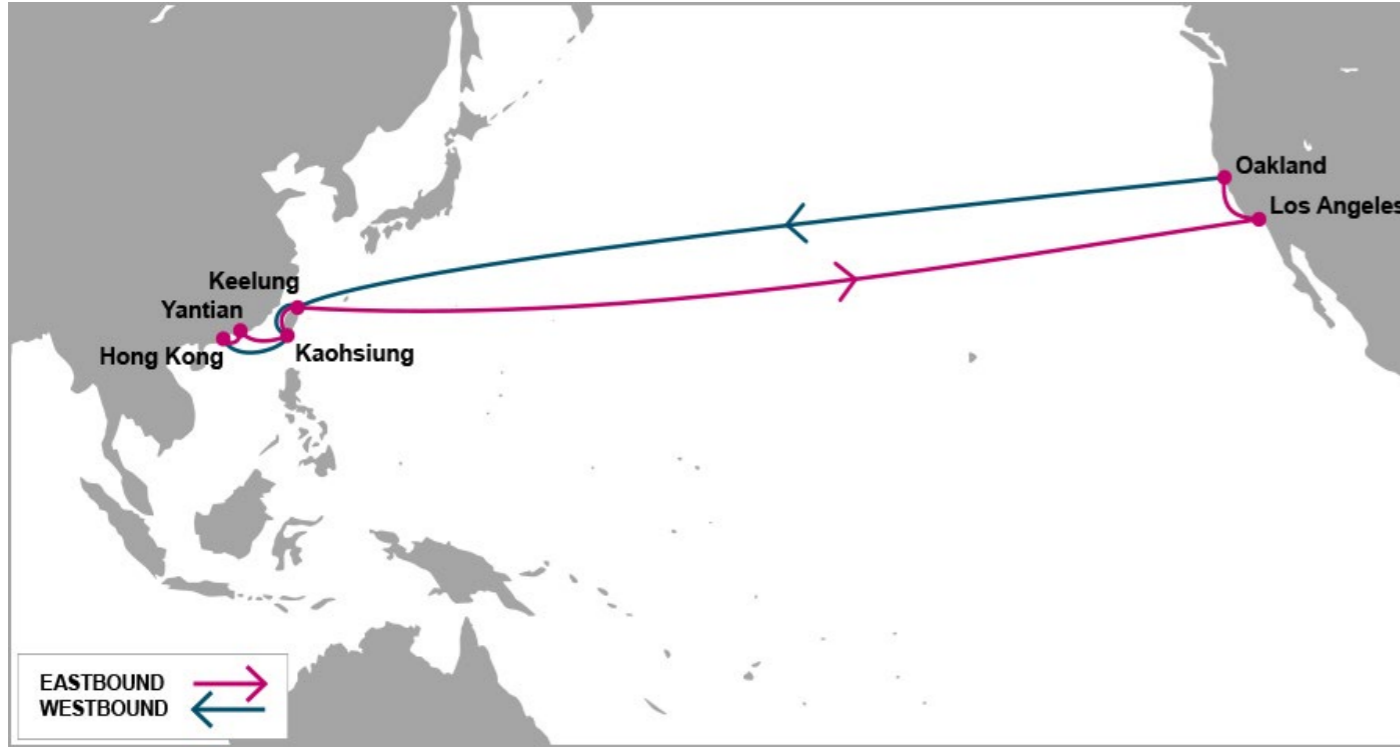 Oakland
Los Angeles
Keelung
Yantian
Hong Kong
Kaohsiung
EASTBOUND
WESTBOUND